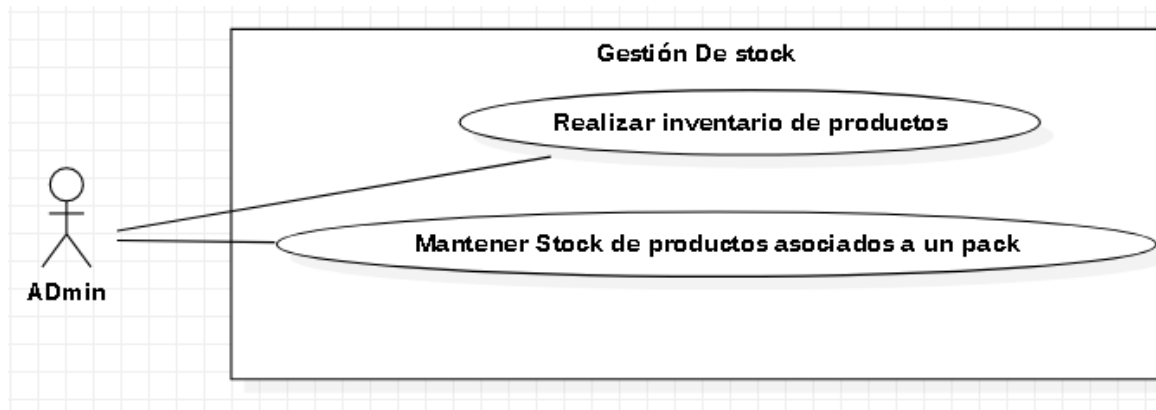 Gestión De stock
Realizar inventario de productos
Mantener Stock de productos asociados a un pack
ADmin